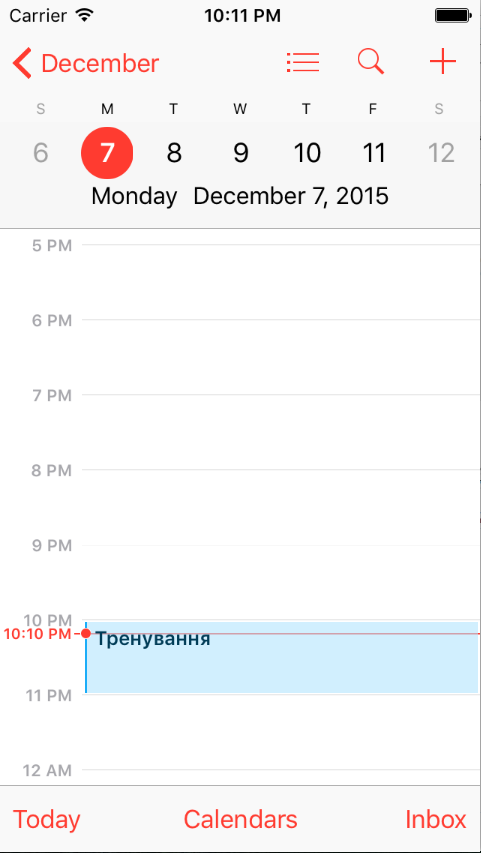 Carrier 10:11 PM
December
S M T W T F S
6 7 8 9 10 11 12
Monday December 7, 2015
5 PM
6 PM
7 PM
8 PM
9 PM
10 PM
10:10 PM
Тренування
11 PM
12 AM
Today Calendars Inbox